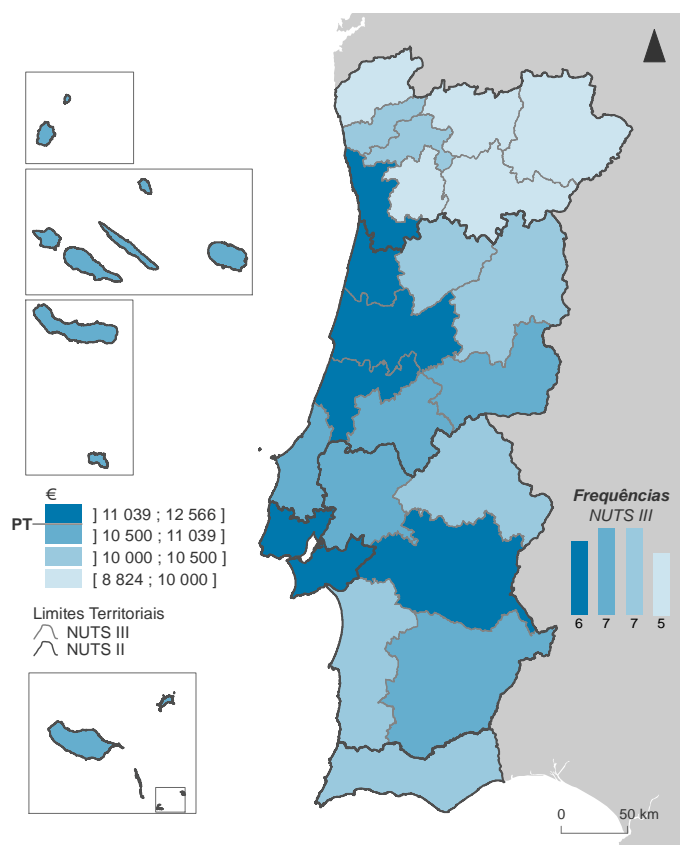 €
PT
] 11 039 ; 12 566 ]
] 10 500 ; 11 039 ]
] 10 000 ; 10 500 ]
[ 8 824 ; 10 000 ]
Limites Territoriais
NUTS III
NUTS II
Frequências
NUTS III
6 7 7 5
0 50 km